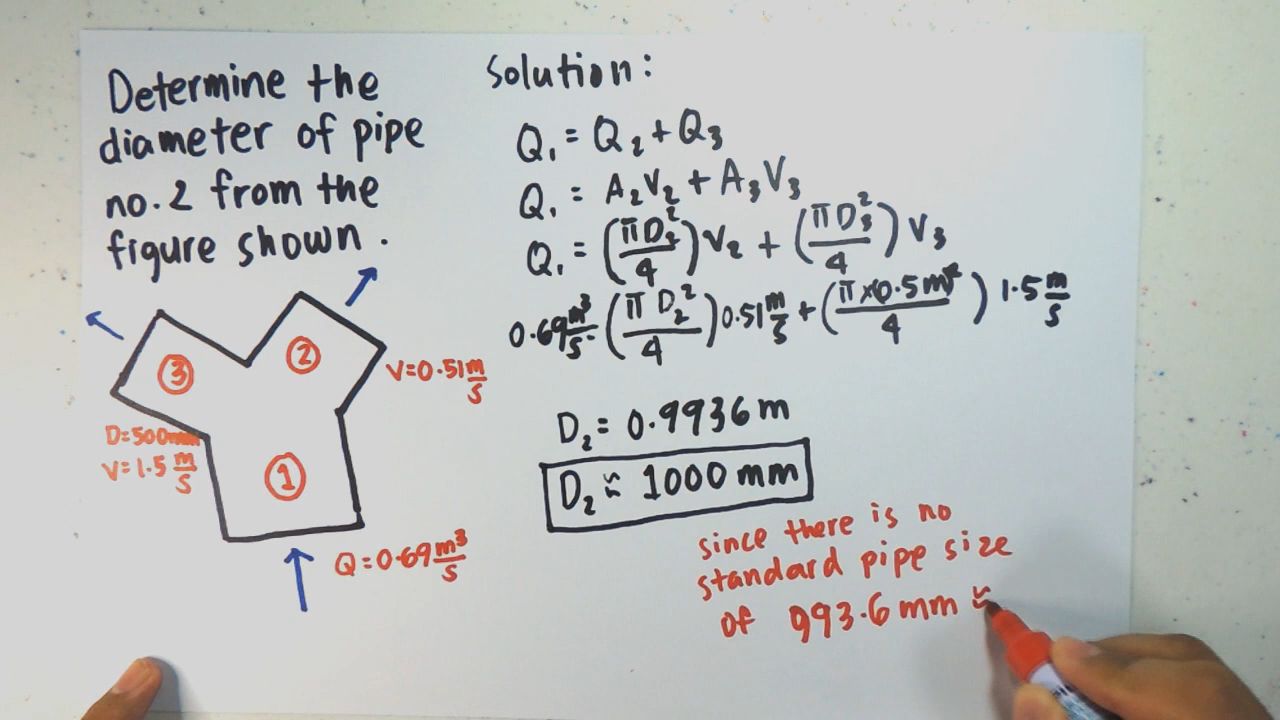 Determine the
diameter of pipe
no.2 from the
figure shown.
③
②
V=0.51 m/s
D=500mm
V=1.5 m/s
①
Q=0.69 m³/s
Solution:
Q₁ = Q₂ + Q₃
Q₁ = A₂V₂ + A₃V₃
Q₁ = (πD₂²/4) V₂ + (πD₃²/4) V₃
0.69 m³/s = (π D₂²/4) 0.51 m/s + (π×0.5m²/4) 1.5 m/s
D₂ = 0.9936 m
D₂ ≈ 1000 mm
since there is no
standard pipe size
of 993.6 mm ≈